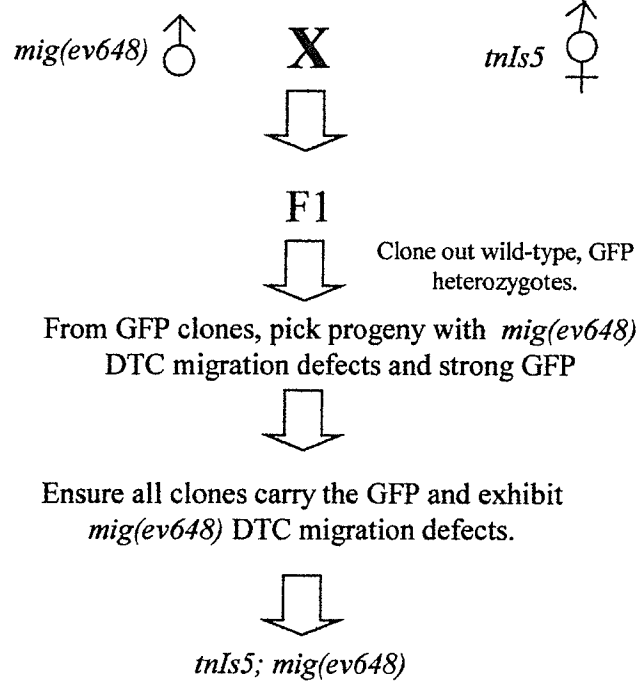 mig(ev648) X tnIs5
F1
Clone out wild-type, GFP
heterozygotes.
From GFP clones, pick progeny with mig(ev648)
DTC migration defects and strong GFP
Ensure all clones carry the GFP and exhibit
mig(ev648) DTC migration defects.
tnIs5; mig(ev648)